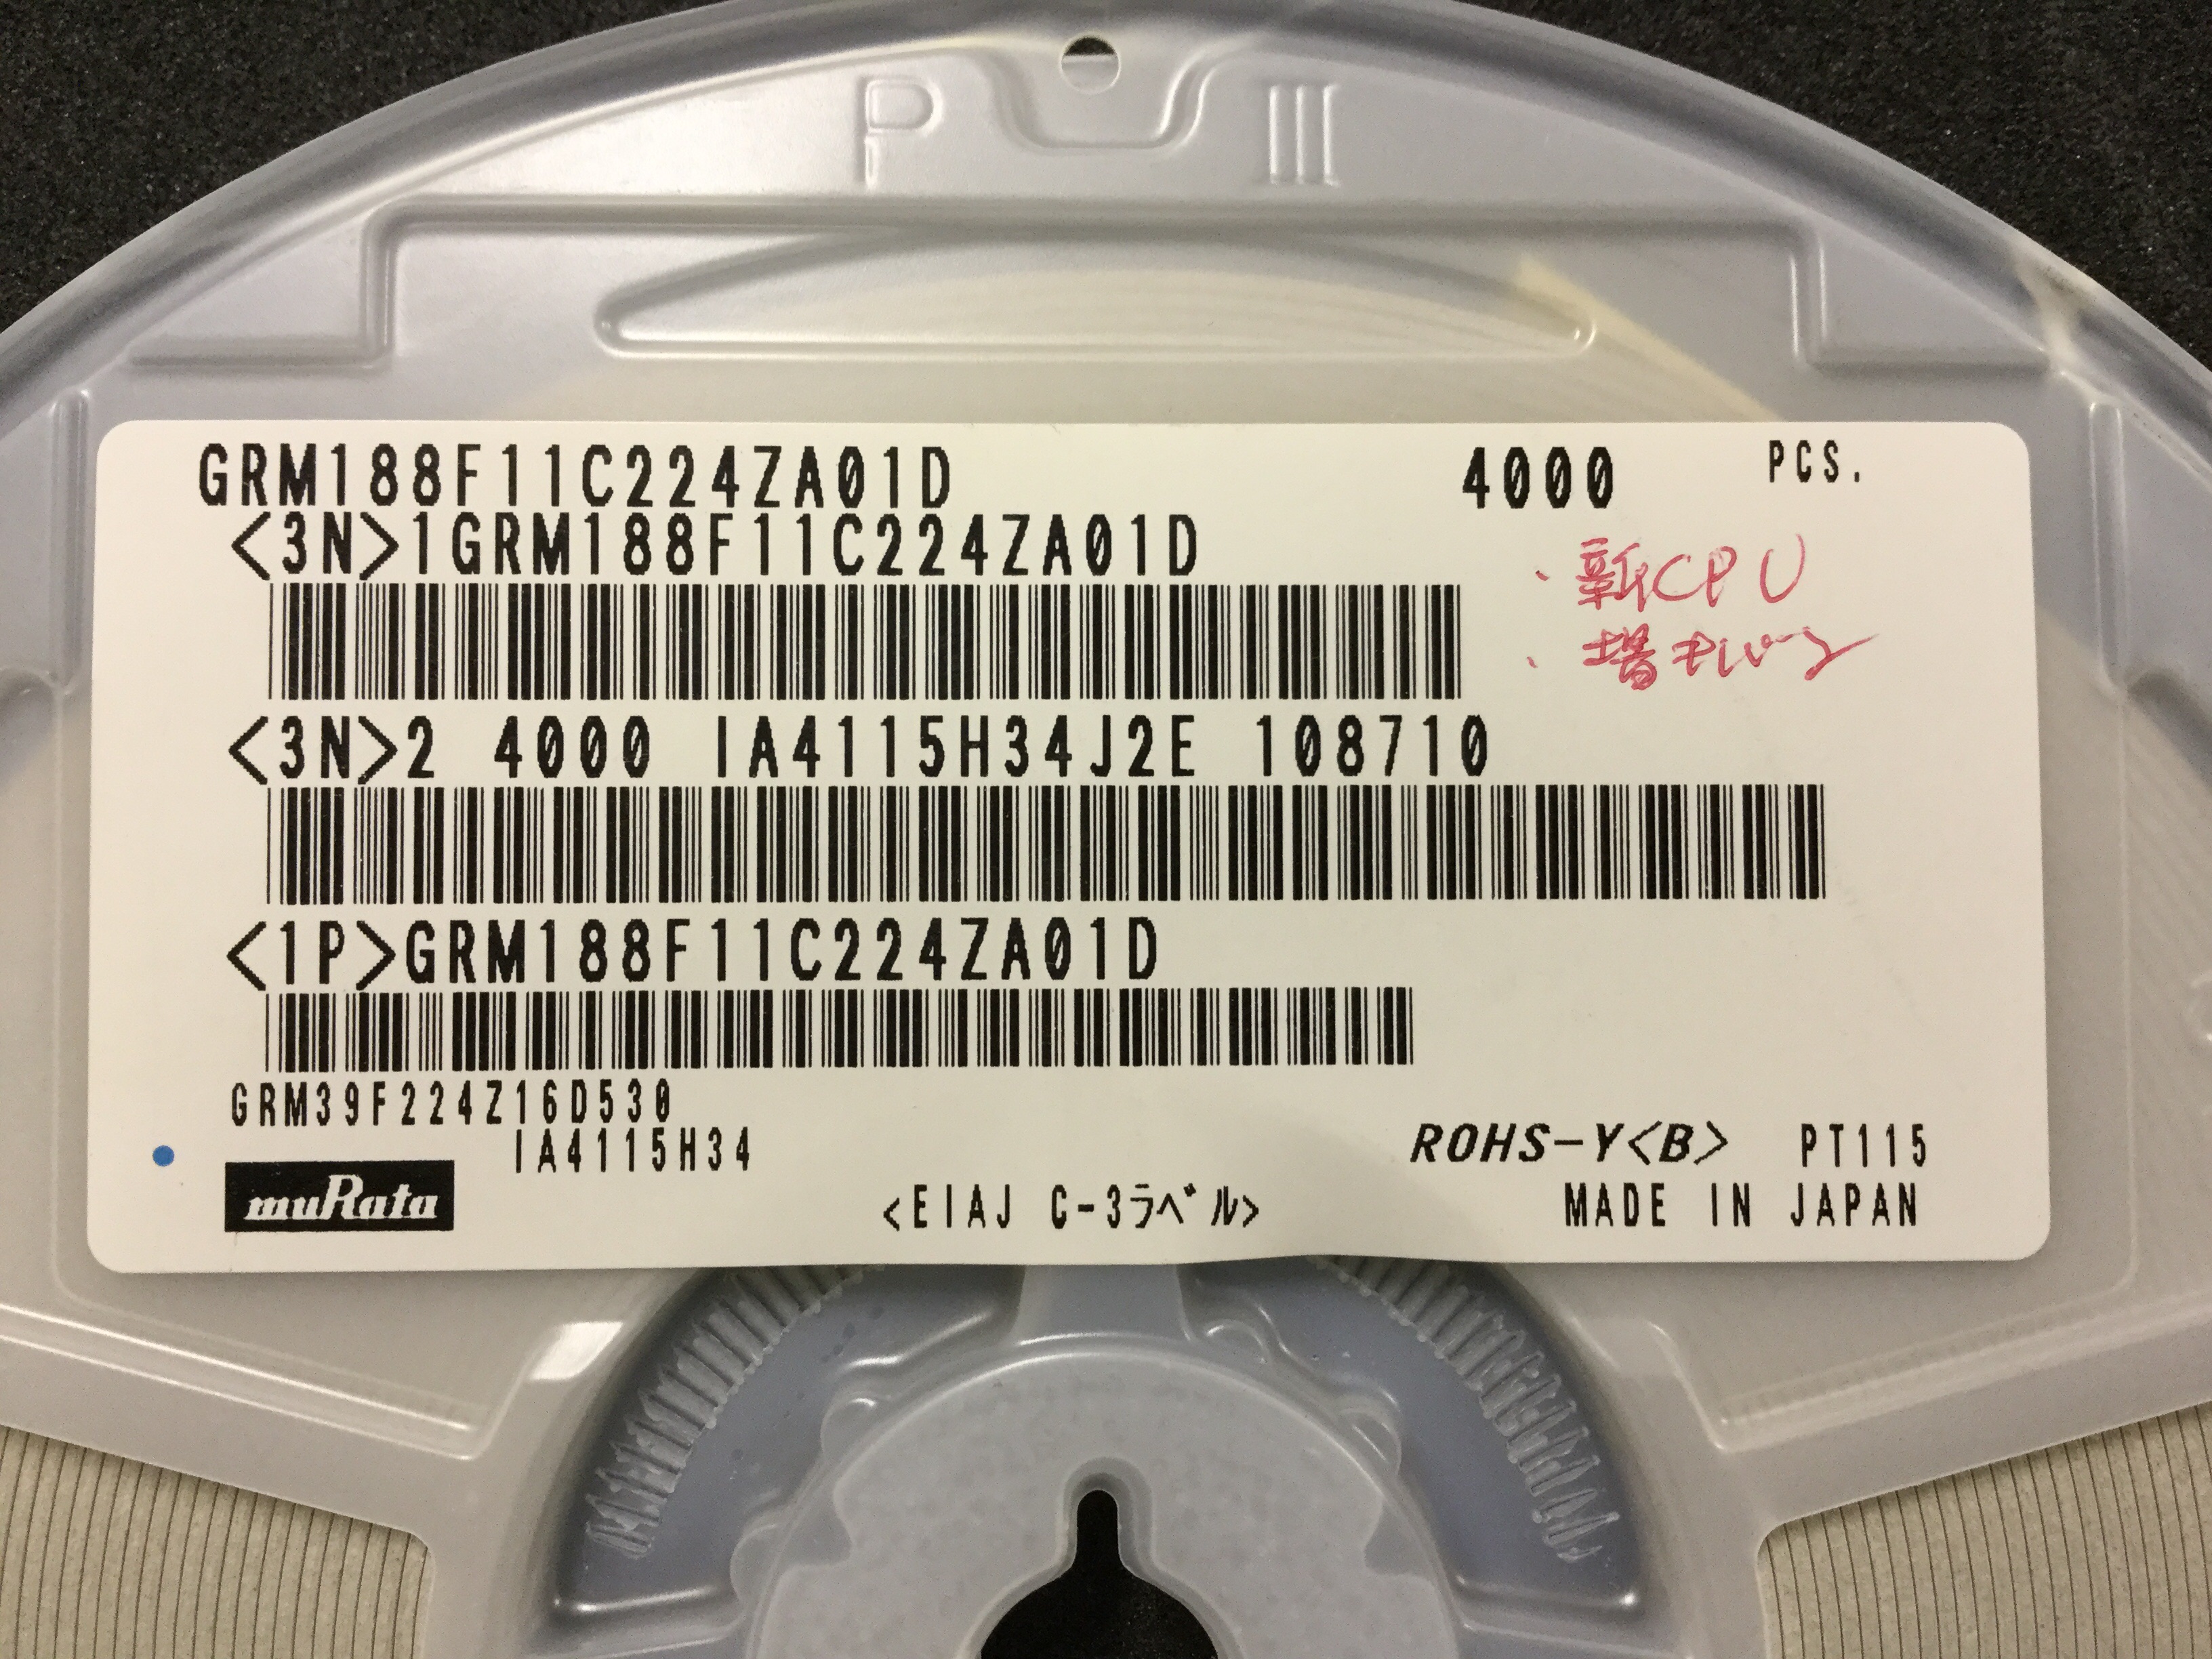 P III
GRM188F11C224ZA01D 4000 PCS.
<3N>1GRM188F11C224ZA01D
・新CPU
<3N>2 4000 IA4115H34J2E 108710
<1P>GRM188F11C224ZA01D
GRM39F224Z16D530
IA4115H34
ROHS-Y<B> PT115
muRata
<EIAJ C-3ラベル>
MADE IN JAPAN